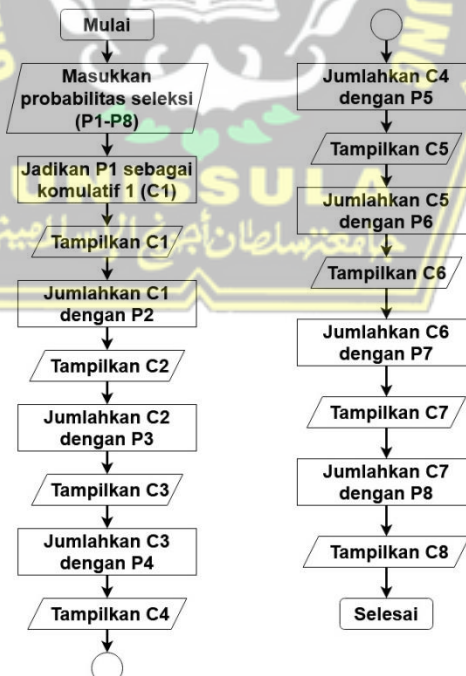 Mulai
Masukkan
probabilitas seleksi
(P1-P8)
Jadikan P1 sebagai
komulatif 1 (C1)
Tampilkan C1
Jumlahkan C1
dengan P2
Tampilkan C2
Jumlahkan C2
dengan P3
Tampilkan C3
Jumlahkan C3
dengan P4
Tampilkan C4
Jumlahkan C4
dengan P5
Tampilkan C5
Jumlahkan C5
dengan P6
Tampilkan C6
Jumlahkan C6
dengan P7
Tampilkan C7
Jumlahkan C7
dengan P8
Tampilkan C8
Selesai
UNISSULA